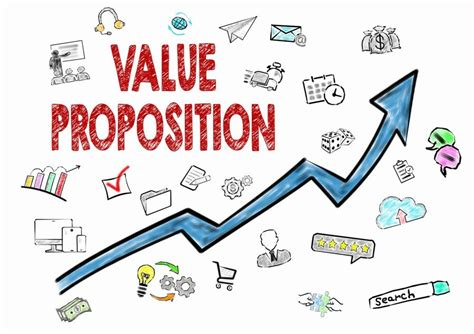 VALUE
PROPOSITION
search